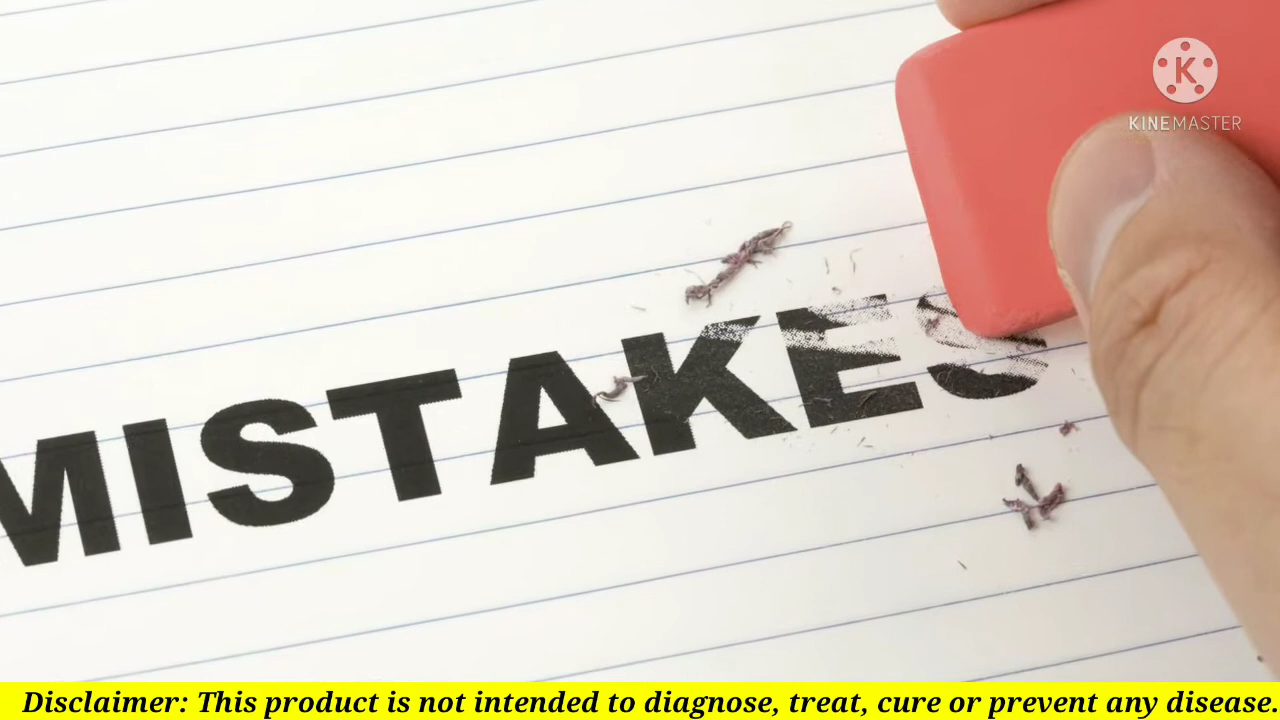 K
KINEMASTER
MISTAKES
Disclaimer: This product is not intended to diagnose, treat, cure or prevent any disease.